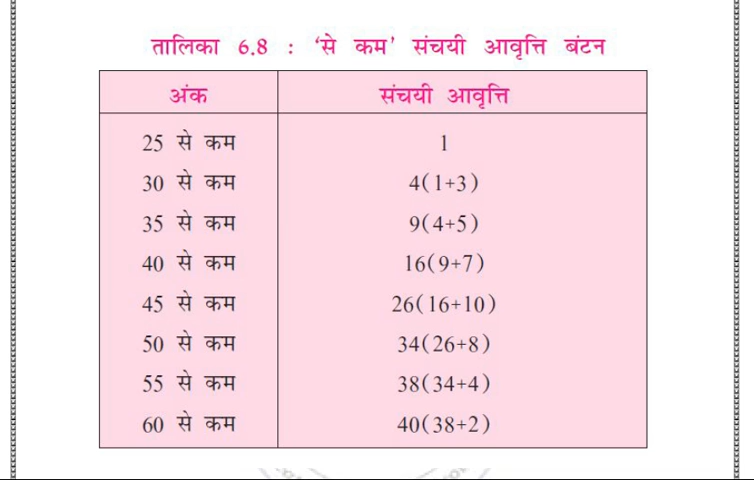 तालिका 6.8 : ‘से कम’ संचयी आवृत्ति बंटन
अंक संचयी आवृत्ति
25 से कम 1
30 से कम 4(1+3)
35 से कम 9(4+5)
40 से कम 16(9+7)
45 से कम 26(16+10)
50 से कम 34(26+8)
55 से कम 38(34+4)
60 से कम 40(38+2)